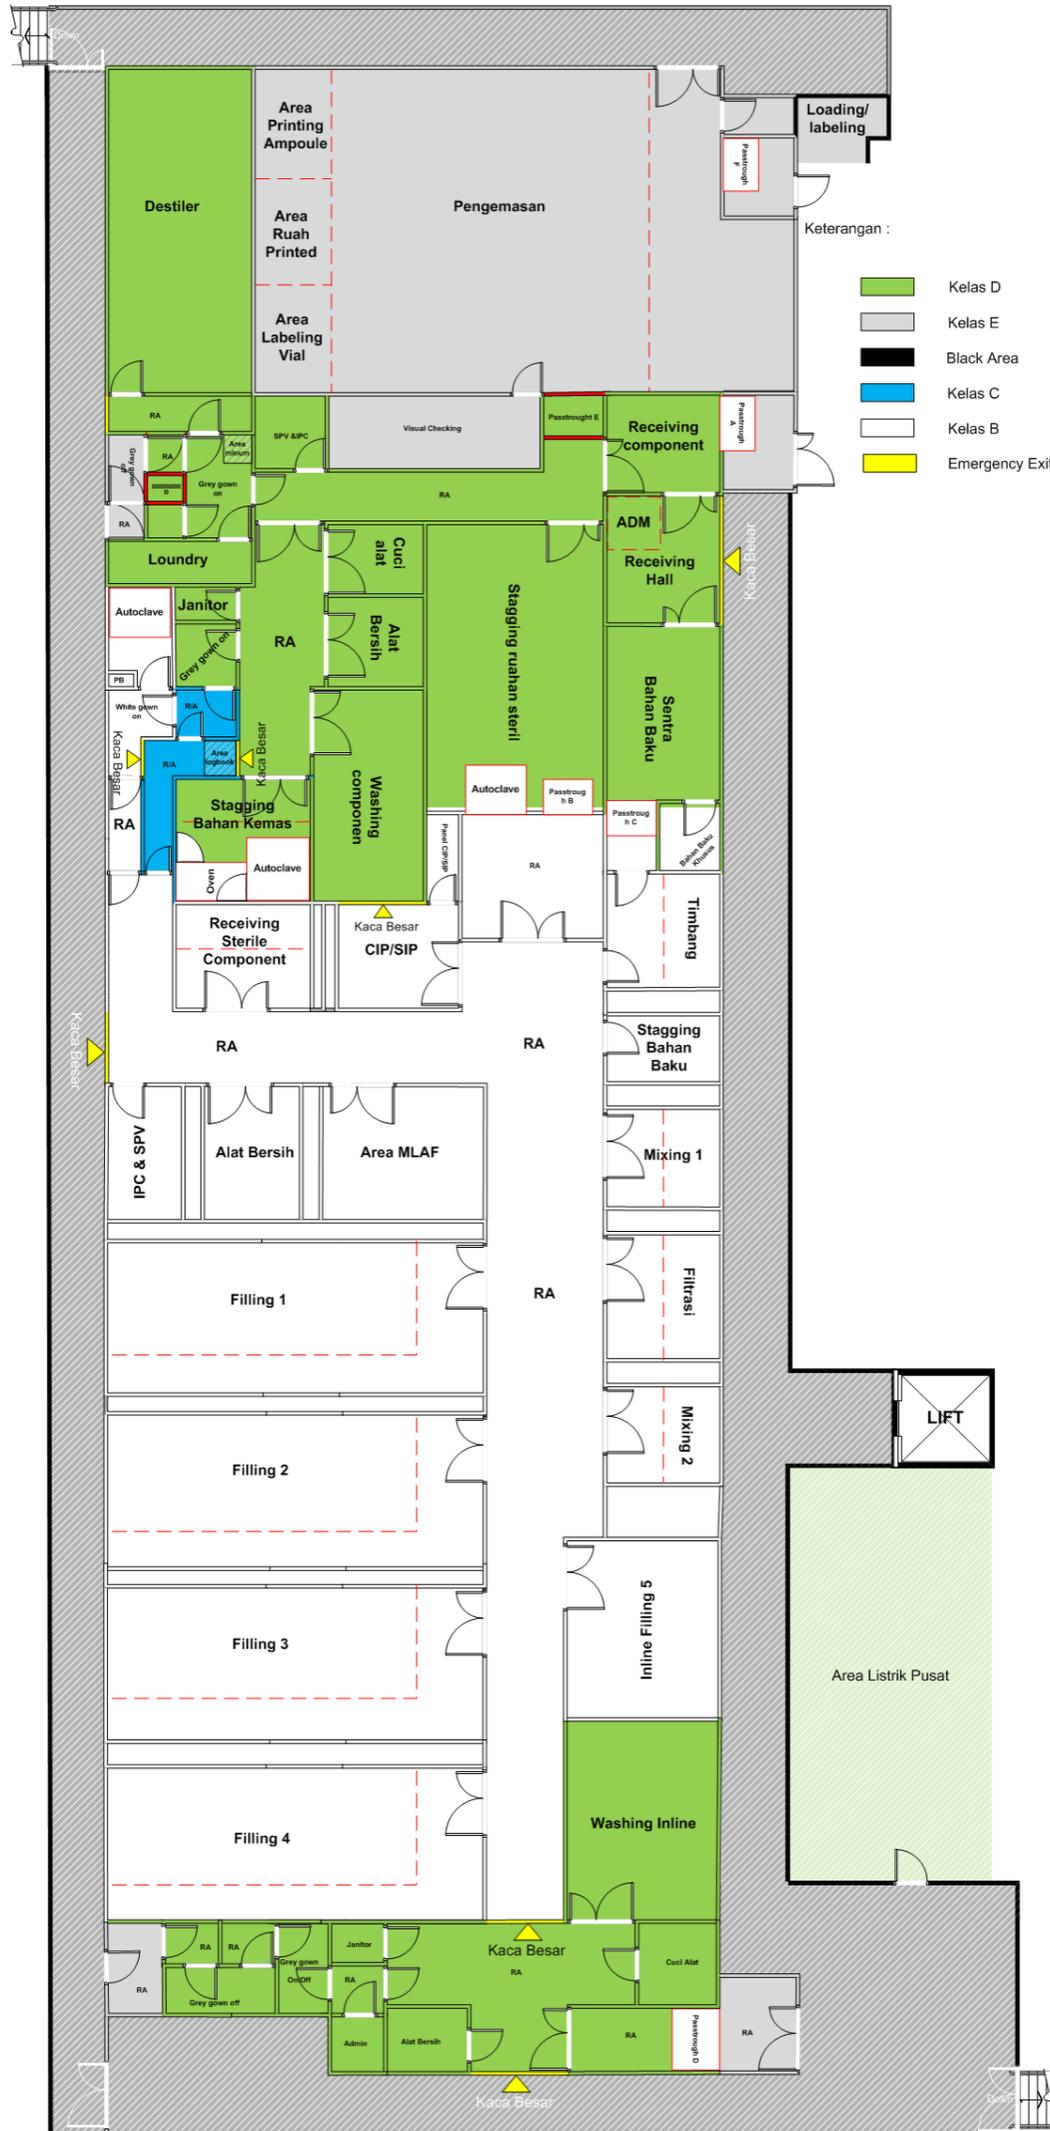 Down
Area
Printing
Ampoule
Loading/
labeling
Passtrough
F
Destiler
Area
Ruah
Printed
Pengemasan
Keterangan :
Kelas D
Kelas E
Black Area
Kelas C
Kelas B
Emergency Exit
Area
Labeling
Vial
RA
SPV &IPC
Visual Checking
Passtrought E
Receiving
component
Passtrough
A
Area
minum
RA
Grey gown
off
Grey gown
on
RA
RA
ADM
Receiving
Hall
Kaca Besar
Loundry
Cuci
alat
Autoclave
Janitor
Alat
Bersih
RA
Stagging ruahan steril
Grey gown on
PB
White gown
on
R/A
Sentra
Bahan Baku
Kaca Besar
R/A
Area
logbook
Kaca Besar
Washing
componen
Autoclave
Passtroug
h B
Stagging
Bahan Kemas
RA
Passtroug
h C
Bahan Baku
Khusus
Panel CIP/SIP
RA
Oven
Autoclave
Receiving
Sterile
Component
Kaca Besar
CIP/SIP
Timbang
Kaca Besar
RA
RA
Stagging
Bahan
Baku
IPC & SPV
Alat Bersih
Area MLAF
Mixing 1
Filling 1
RA
Filtrasi
LIFT
Mixing 2
Filling 2
Inline Filling 5
Filling 3
Area Listrik Pusat
Washing Inline
Filling 4
Kaca Besar
RA
RA
Janitor
Grey gown
On/Off
RA
RA
Cuci Alat
RA
Grey gown off
Admin
Alat Bersih
RA
Passtrough D
RA
Kaca Besar
Down